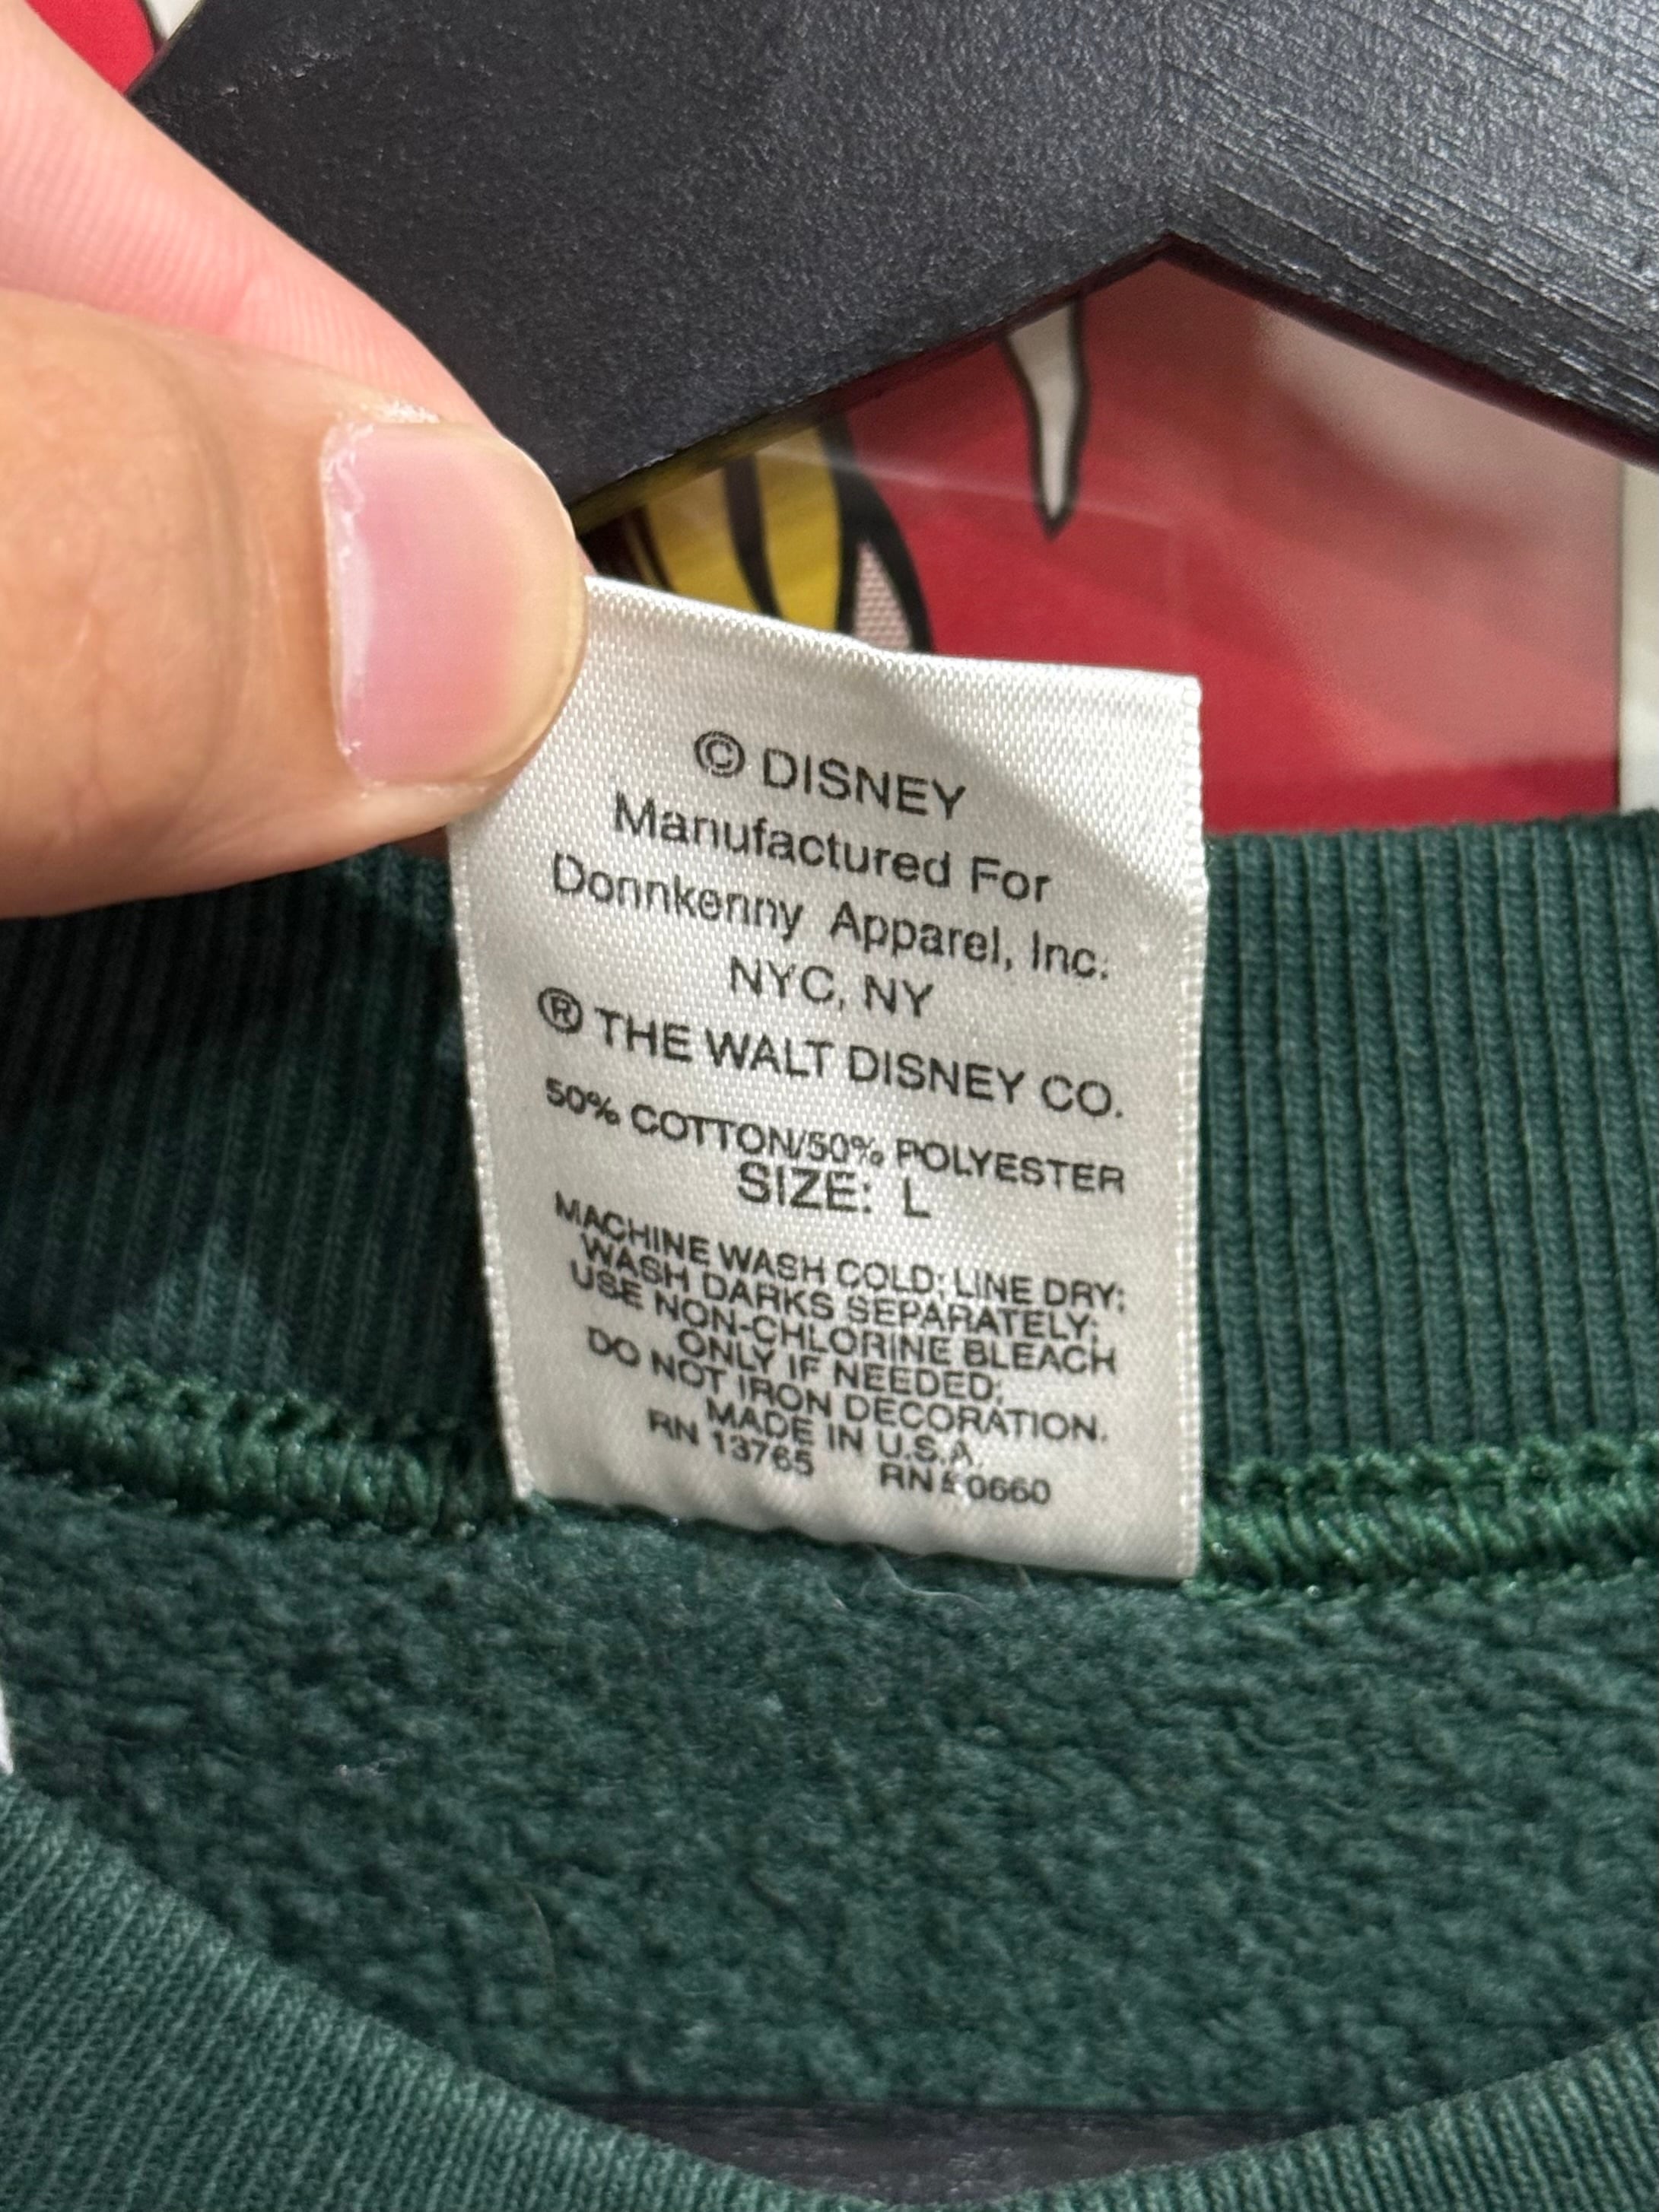 © DISNEY
Manufactured For
Donnkenny Apparel, Inc.
NYC, NY
® THE WALT DISNEY CO.
50% COTTON/50% POLYESTER
SIZE: L
MACHINE WASH COLD; LINE DRY;
WASH DARKS SEPARATELY;
USE NON-CHLORINE BLEACH
ONLY IF NEEDED;
DO NOT IRON DECORATION.
MADE IN U.S.A.
RN 13765